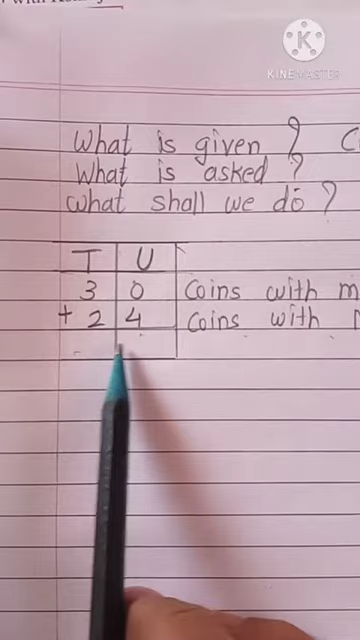 KINEMASTER
What is given ?
What is asked ?
What shall we do ?
T U
3 0 Coins with
+ 2 4 Coins with